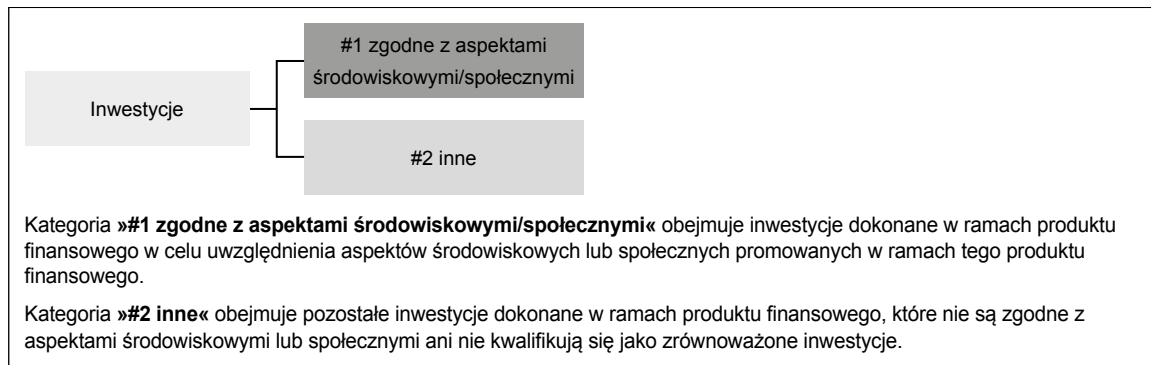 #1 zgodne z aspektami
środowiskowymi/społecznymi
Inwestycje
#2 inne
Kategoria »#1 zgodne z aspektami środowiskowymi/społecznymi« obejmuje inwestycje dokonane w ramach produktu
finansowego w celu uwzględnienia aspektów środowiskowych lub społecznych promowanych w ramach tego produktu
finansowego.
Kategoria »#2 inne« obejmuje pozostałe inwestycje dokonane w ramach produktu finansowego, które nie są zgodne z
aspektami środowiskowymi lub społecznymi ani nie kwalifikują się jako zrównoważone inwestycje.